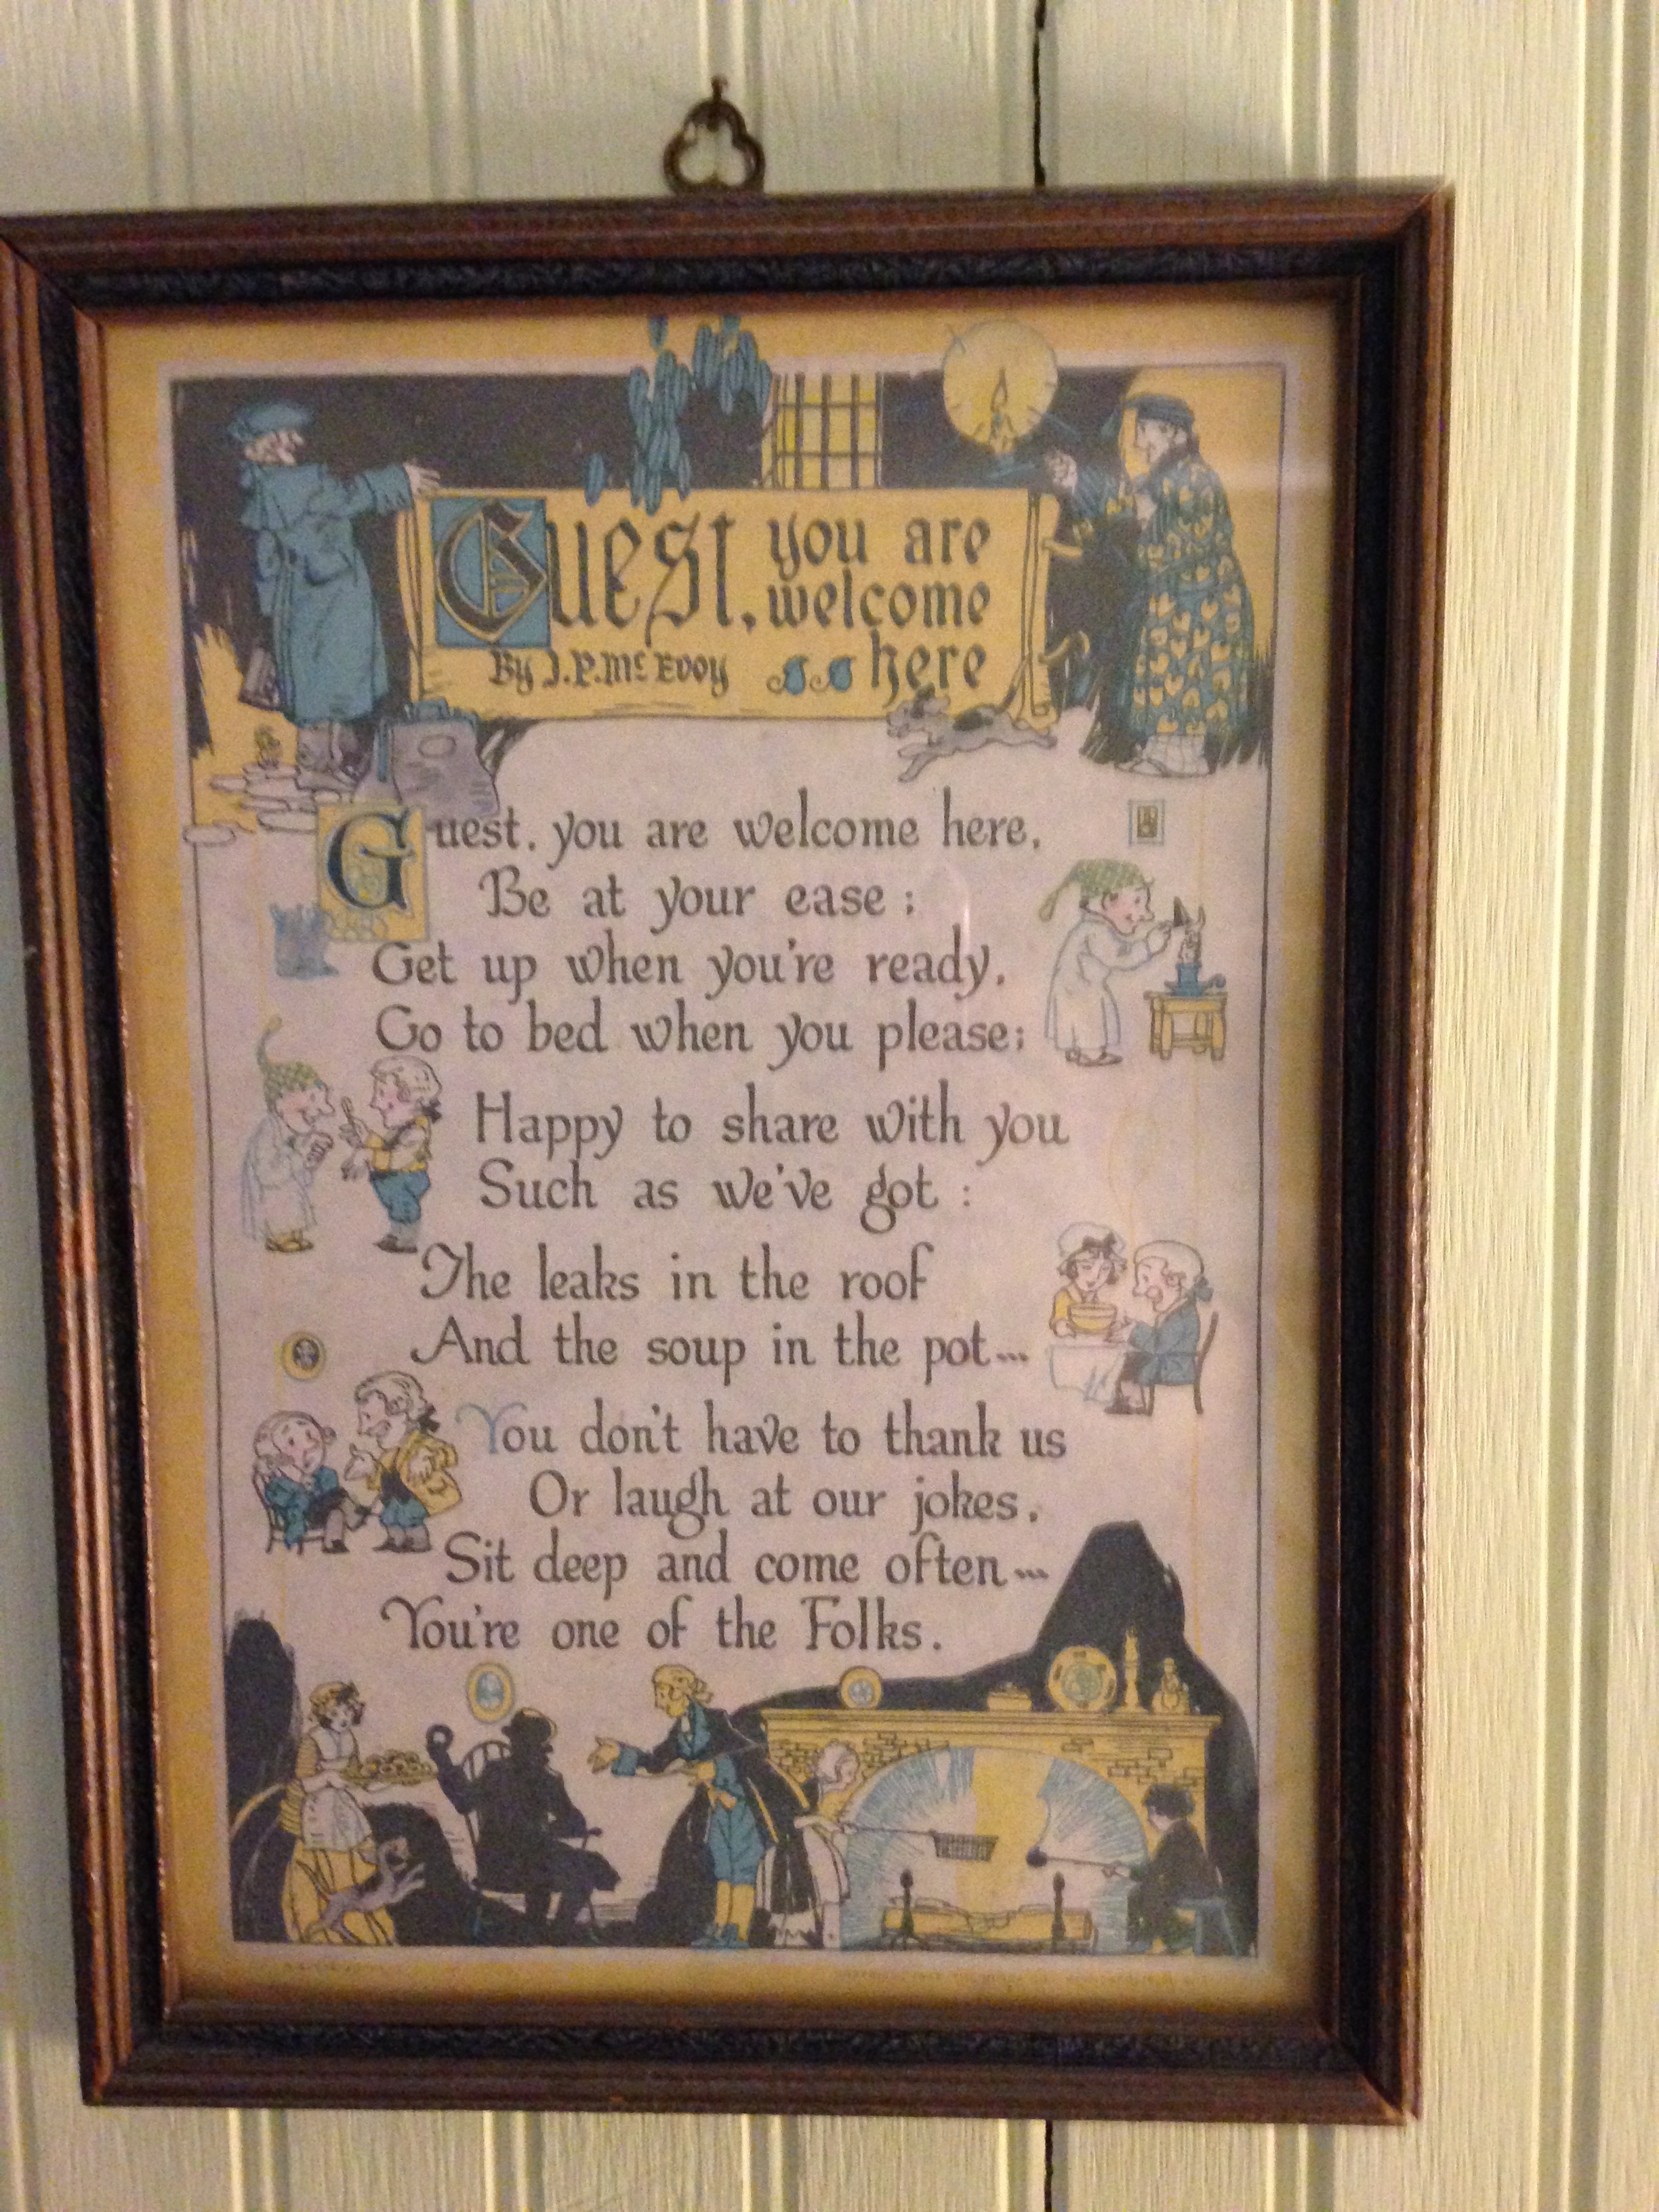 Guest, you are
welcome
By J.P. McEvoy here
Guest, you are welcome here,
Be at your ease;
Get up when you're ready,
Go to bed when you please;
Happy to share with you
Such as we've got:
The leaks in the roof
And the soup in the pot...
You don't have to thank us
Or laugh at our jokes,
Sit deep and come often...
You're one of the Folks.